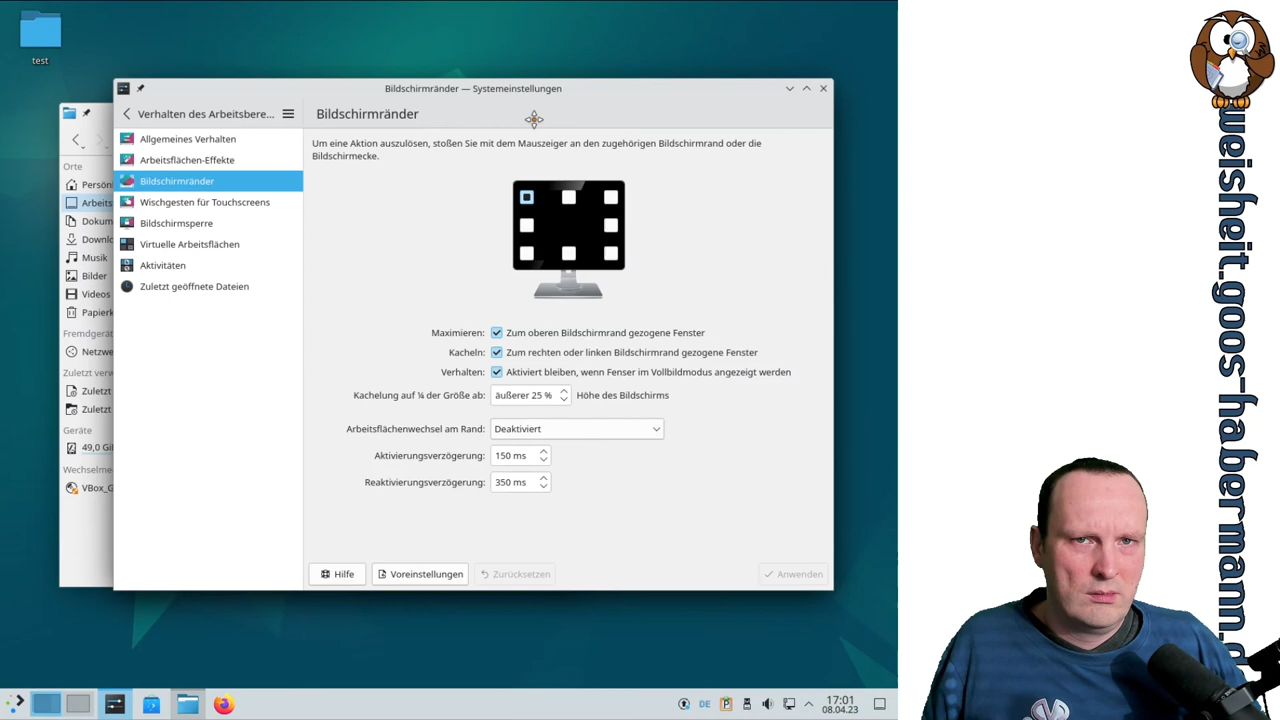 test
Bildschirmränder — Systemeinstellungen
Verhalten des Arbeitsbere...
Bildschirmränder
Allgemeines Verhalten
Arbeitsflächen-Effekte
Bildschirmränder
Wischgesten für Touchscreens
Bildschirmsperre
Virtuelle Arbeitsflächen
Aktivitäten
Zuletzt geöffnete Dateien
Orte
Persön
Arbeits
Dokum
Downlo
Musik
Bilder
Videos
Papierk
Fremdgerät
Netzwe
Zuletzt verw
Zuletzt
Zuletzt
Geräte
49,0 Gi
Wechselme
VBox_G
Um eine Aktion auszulösen, stoßen Sie mit dem Mauszeiger an den zugehörigen Bildschirmrand oder die
Bildschirmecke.
Maximieren: Zum oberen Bildschirmrand gezogene Fenster
Kacheln: Zum rechten oder linken Bildschirmrand gezogene Fenster
Verhalten: Aktiviert bleiben, wenn Fenser im Vollbildmodus angezeigt werden
Kachelung auf ¼ der Größe ab: äußerer 25 % Höhe des Bildschirms
Arbeitsflächenwechsel am Rand: Deaktiviert
Aktivierungsverzögerung: 150 ms
Reaktivierungsverzögerung: 350 ms
Hilfe
Voreinstellungen
Zurücksetzen
Anwenden
DE
P
17:01
08.04.23
weisheit.goos-habermann.d